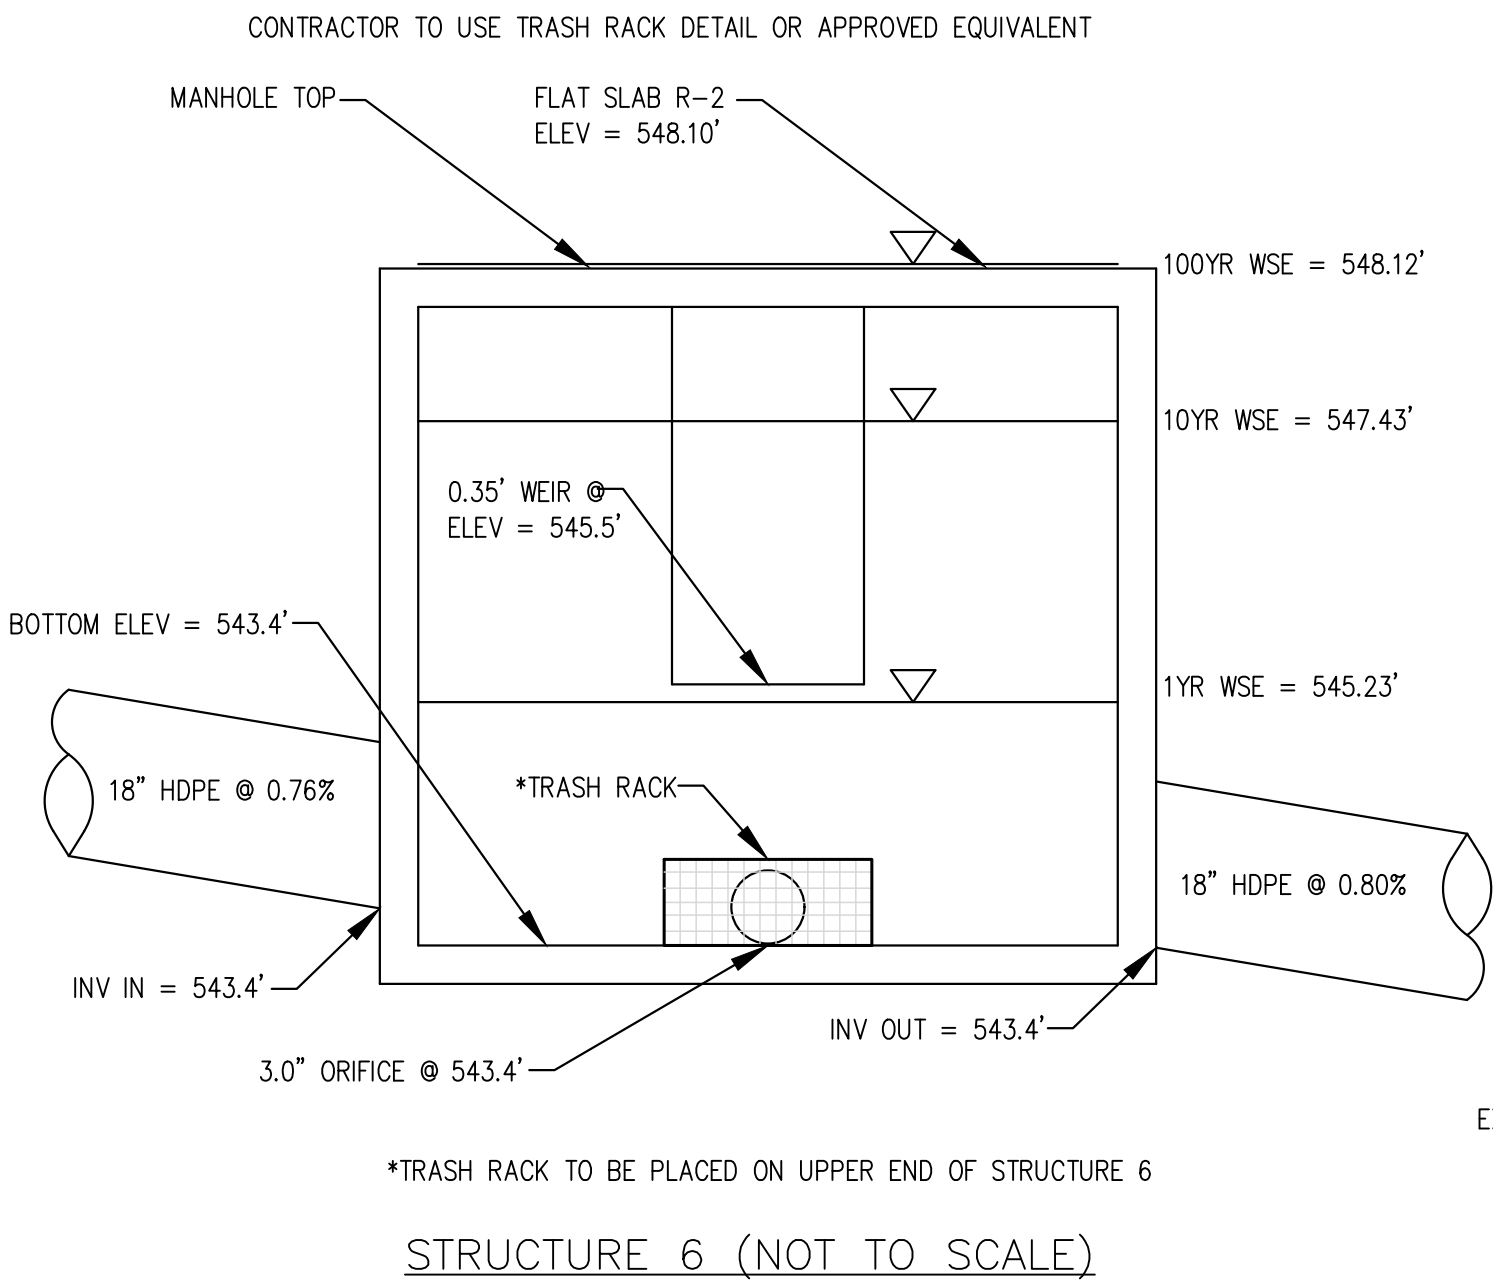 CONTRACTOR TO USE TRASH RACK DETAIL OR APPROVED EQUIVALENT
MANHOLE TOP
FLAT SLAB R-2
ELEV = 548.10'
100YR WSE = 548.12'
10YR WSE = 547.43'
0.35' WEIR @
ELEV = 545.5'
BOTTOM ELEV = 543.4'
1YR WSE = 545.23'
18" HDPE @ 0.76%
*TRASH RACK
18" HDPE @ 0.80%
INV IN = 543.4'
INV OUT = 543.4'
3.0" ORIFICE @ 543.4'
*TRASH RACK TO BE PLACED ON UPPER END OF STRUCTURE 6
STRUCTURE 6 (NOT TO SCALE)